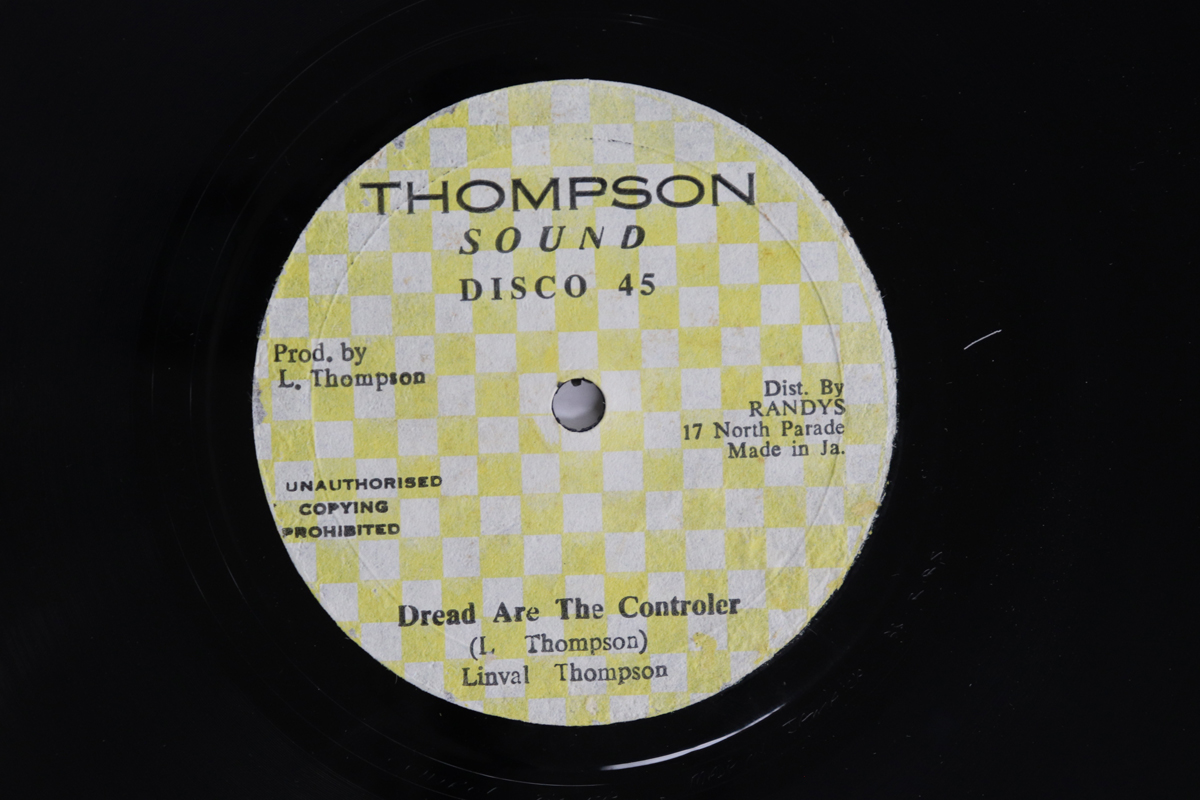 THOMPSON
SOUND
DISCO 45
Prod. by
L. Thompson
Dist. By
RANDYS
17 North Parade
Made in Ja.
UNAUTHORISED
COPYING
PROHIBITED
Dread Are The Controler
(L. Thompson)
Linval Thompson